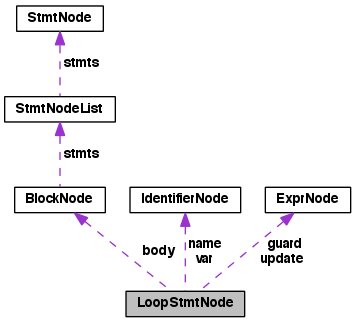 StmtNode
stmts
StmtNodeList
stmts
BlockNode
IdentifierNode
ExprNode
body
name
var
guard
update
LoopStmtNode